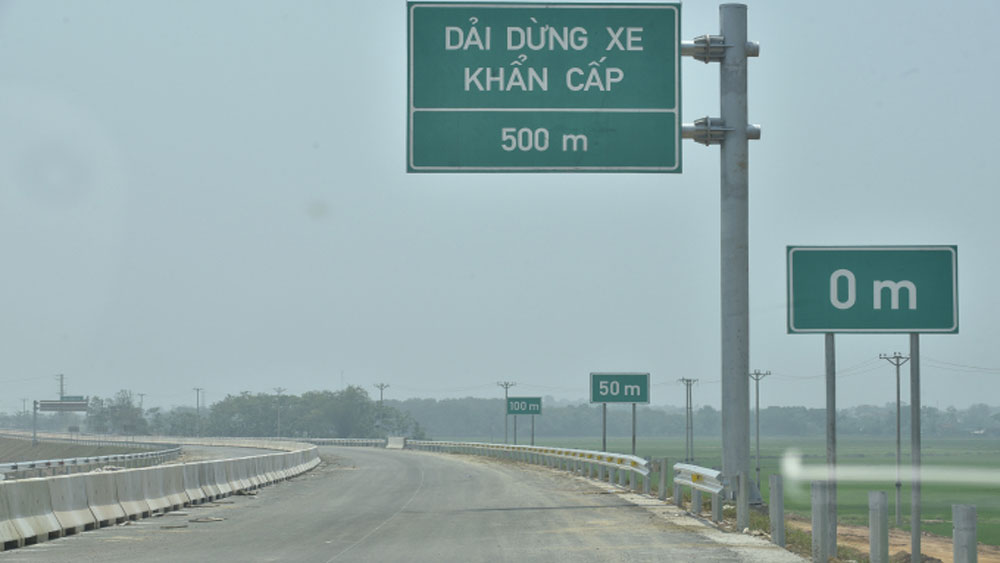 DẢI DỪNG XE
KHẨN CẤP
500 m
0 m
50 m
100 m